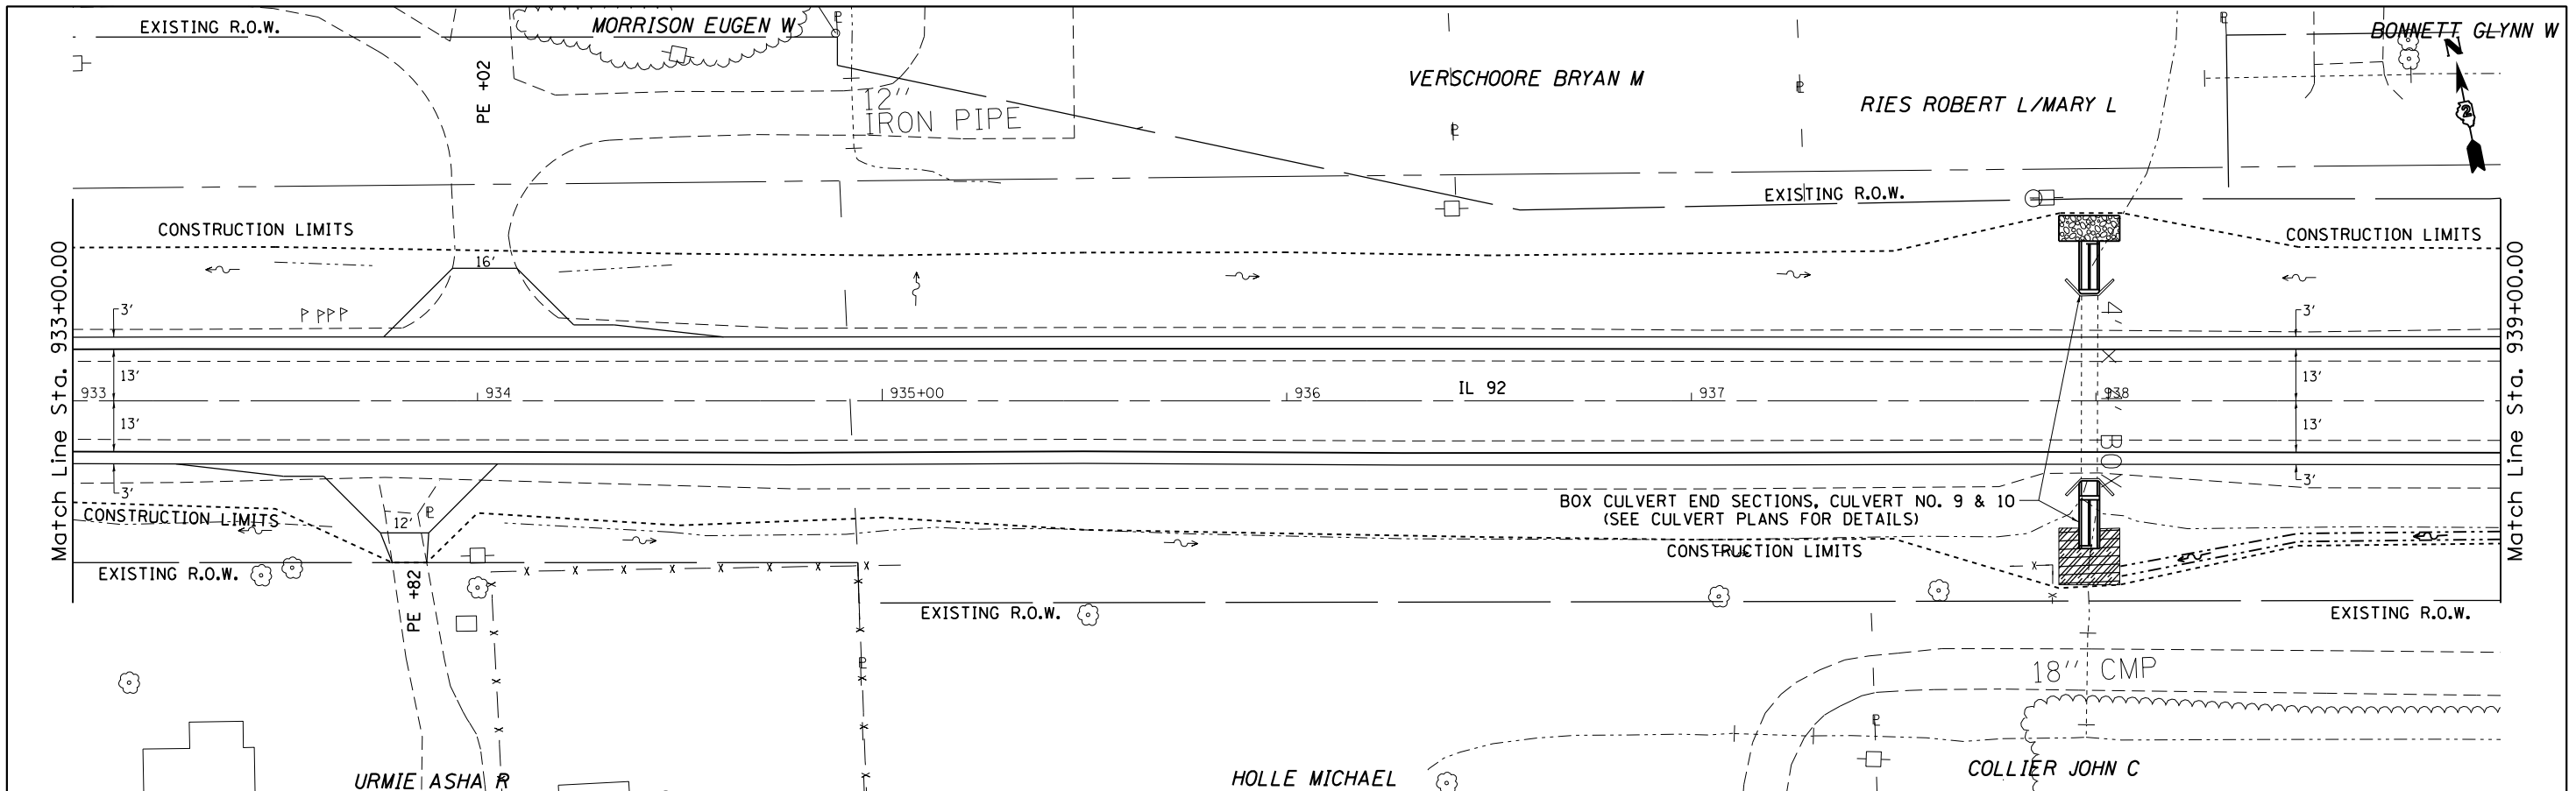 EXISTING R.O.W.
MORRISON EUGEN W
BONNETT GLYNN W
N
2
PE +02
VERSCHOORE BRYAN M
RIES ROBERT L/MARY L
12''
IRON PIPE
EXISTING R.O.W.
CONSTRUCTION LIMITS
CONSTRUCTION LIMITS
16'
Match Line Sta. 933+00.00
Match Line Sta. 939+00.00
P PPP
3'
3'
4' X 4' BOX
13'
13'
933
934
935+00
936
IL 92
937
938
13'
13'
3'
3'
BOX CULVERT END SECTIONS, CULVERT NO. 9 & 10
(SEE CULVERT PLANS FOR DETAILS)
CONSTRUCTION LIMITS
12'
CONSTRUCTION LIMITS
EXISTING R.O.W.
PE +82
EXISTING R.O.W.
EXISTING R.O.W.
18'' CMP
URMIE ASHA R
HOLLE MICHAEL
COLLIER JOHN C